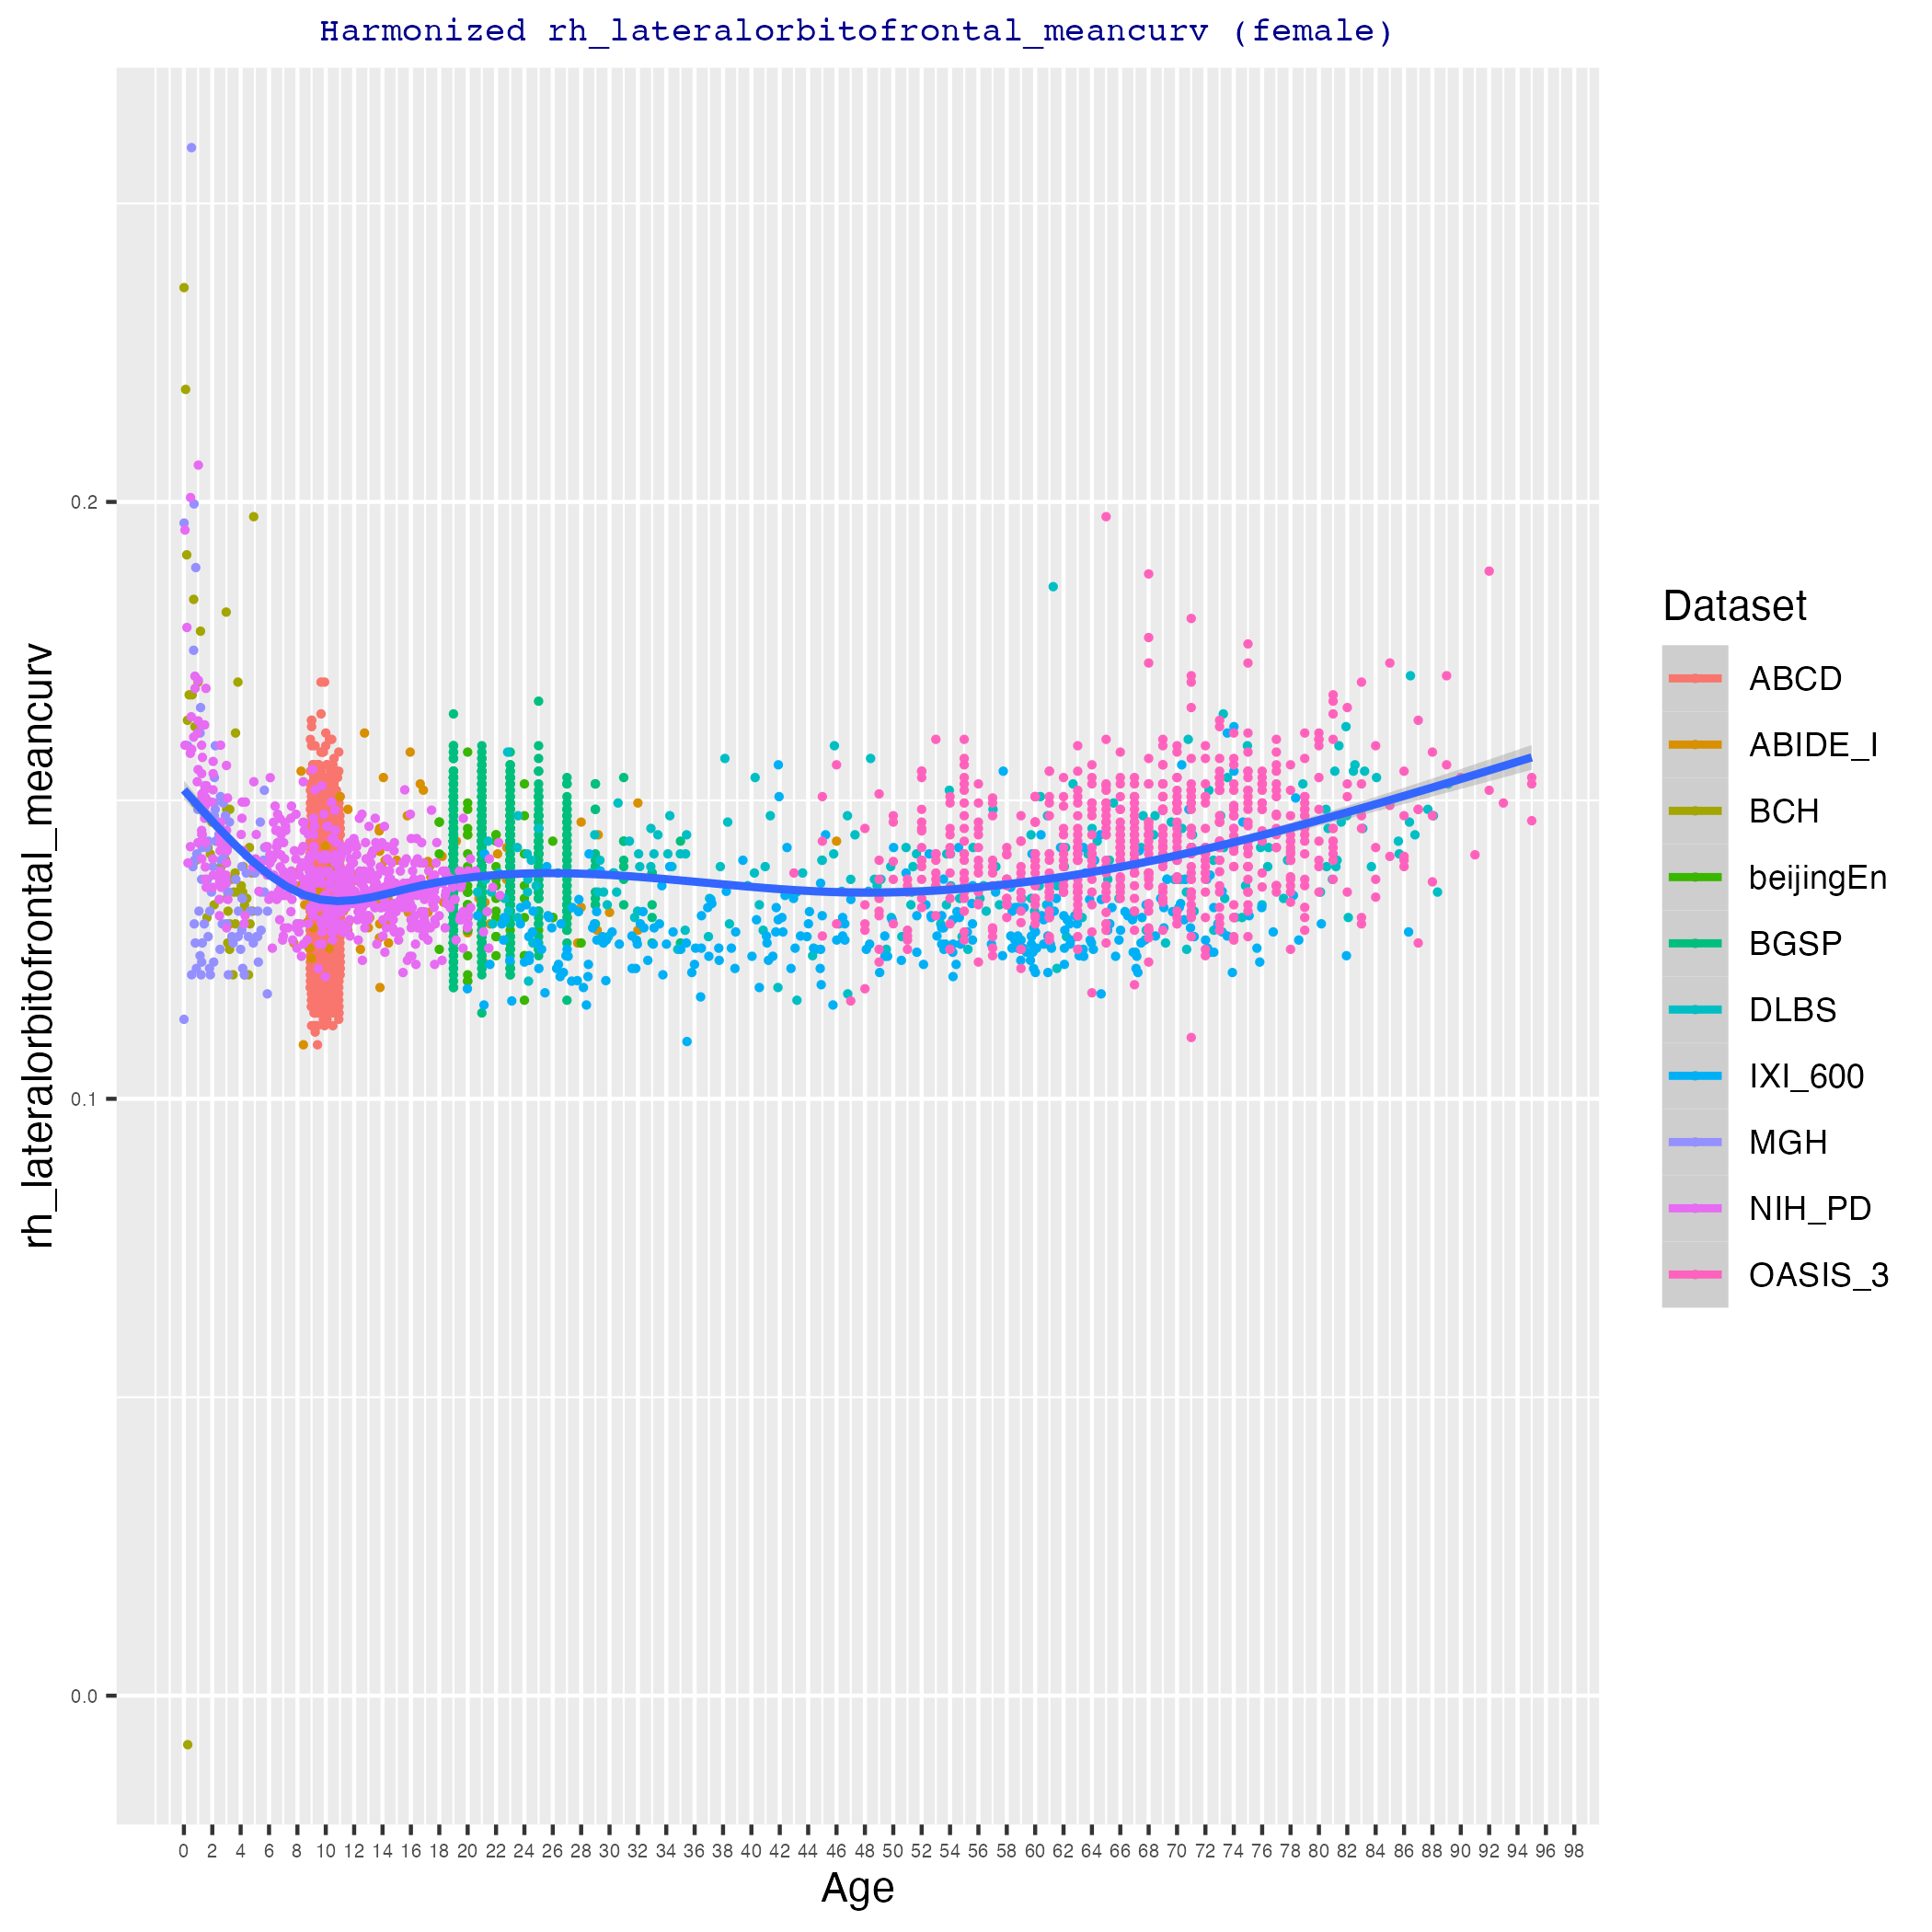 Harmonized rh_lateralorbitofrontal_meancurv (female)
rh_lateralorbitofrontal_meancurv
0.2
0.1
0.0
0 2 4 6 8 10 12 14 16 18 20 22 24 26 28 30 32 34 36 38 40 42 44 46 48 50 52 54 56 58 60 62 64 66 68 70 72 74 76 78 80 82 84 86 88 90 92 94 96 98
Age
Dataset
ABCD
ABIDE_I
BCH
beijingEn
BGSP
DLBS
IXI_600
MGH
NIH_PD
OASIS_3